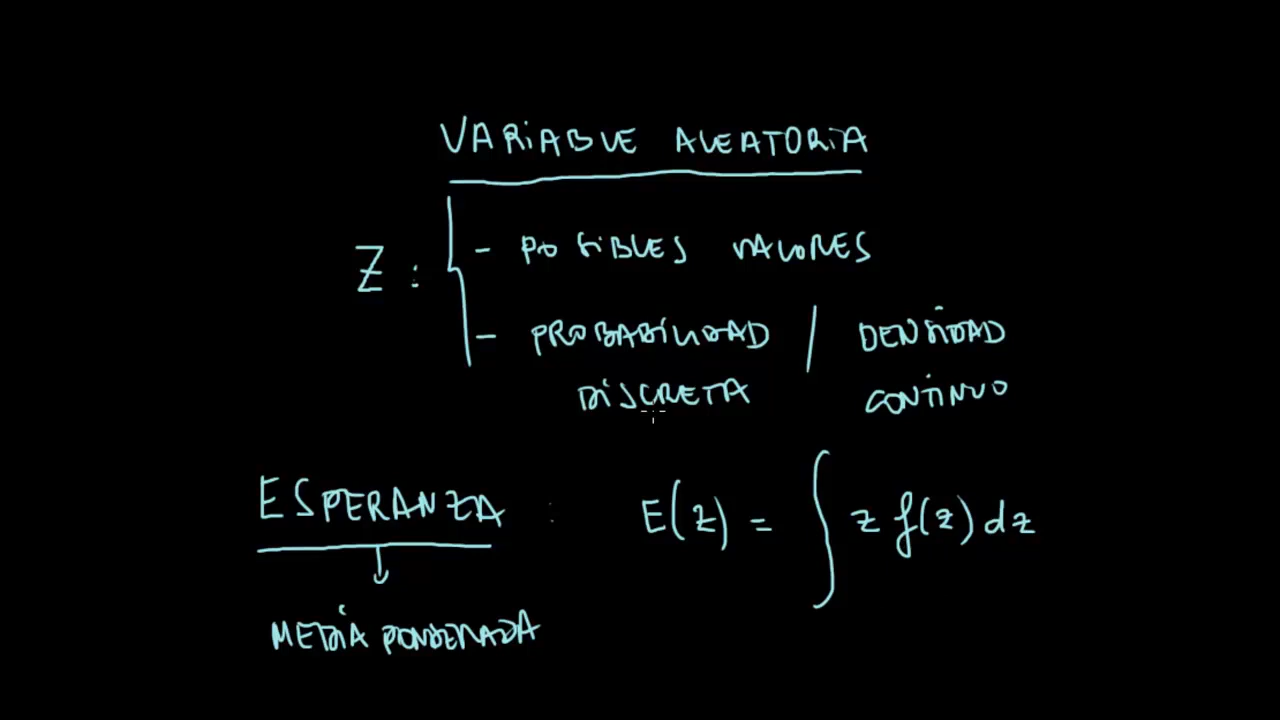 VARIABLE ALEATORIA
Z : - POSIBLES VALORES
- PROBABILIDAD / DENSIDAD
DISCRETA CONTINUO
ESPERANZA : E(z) = ∫ z f(z) dz
MEDIA PONDERADA